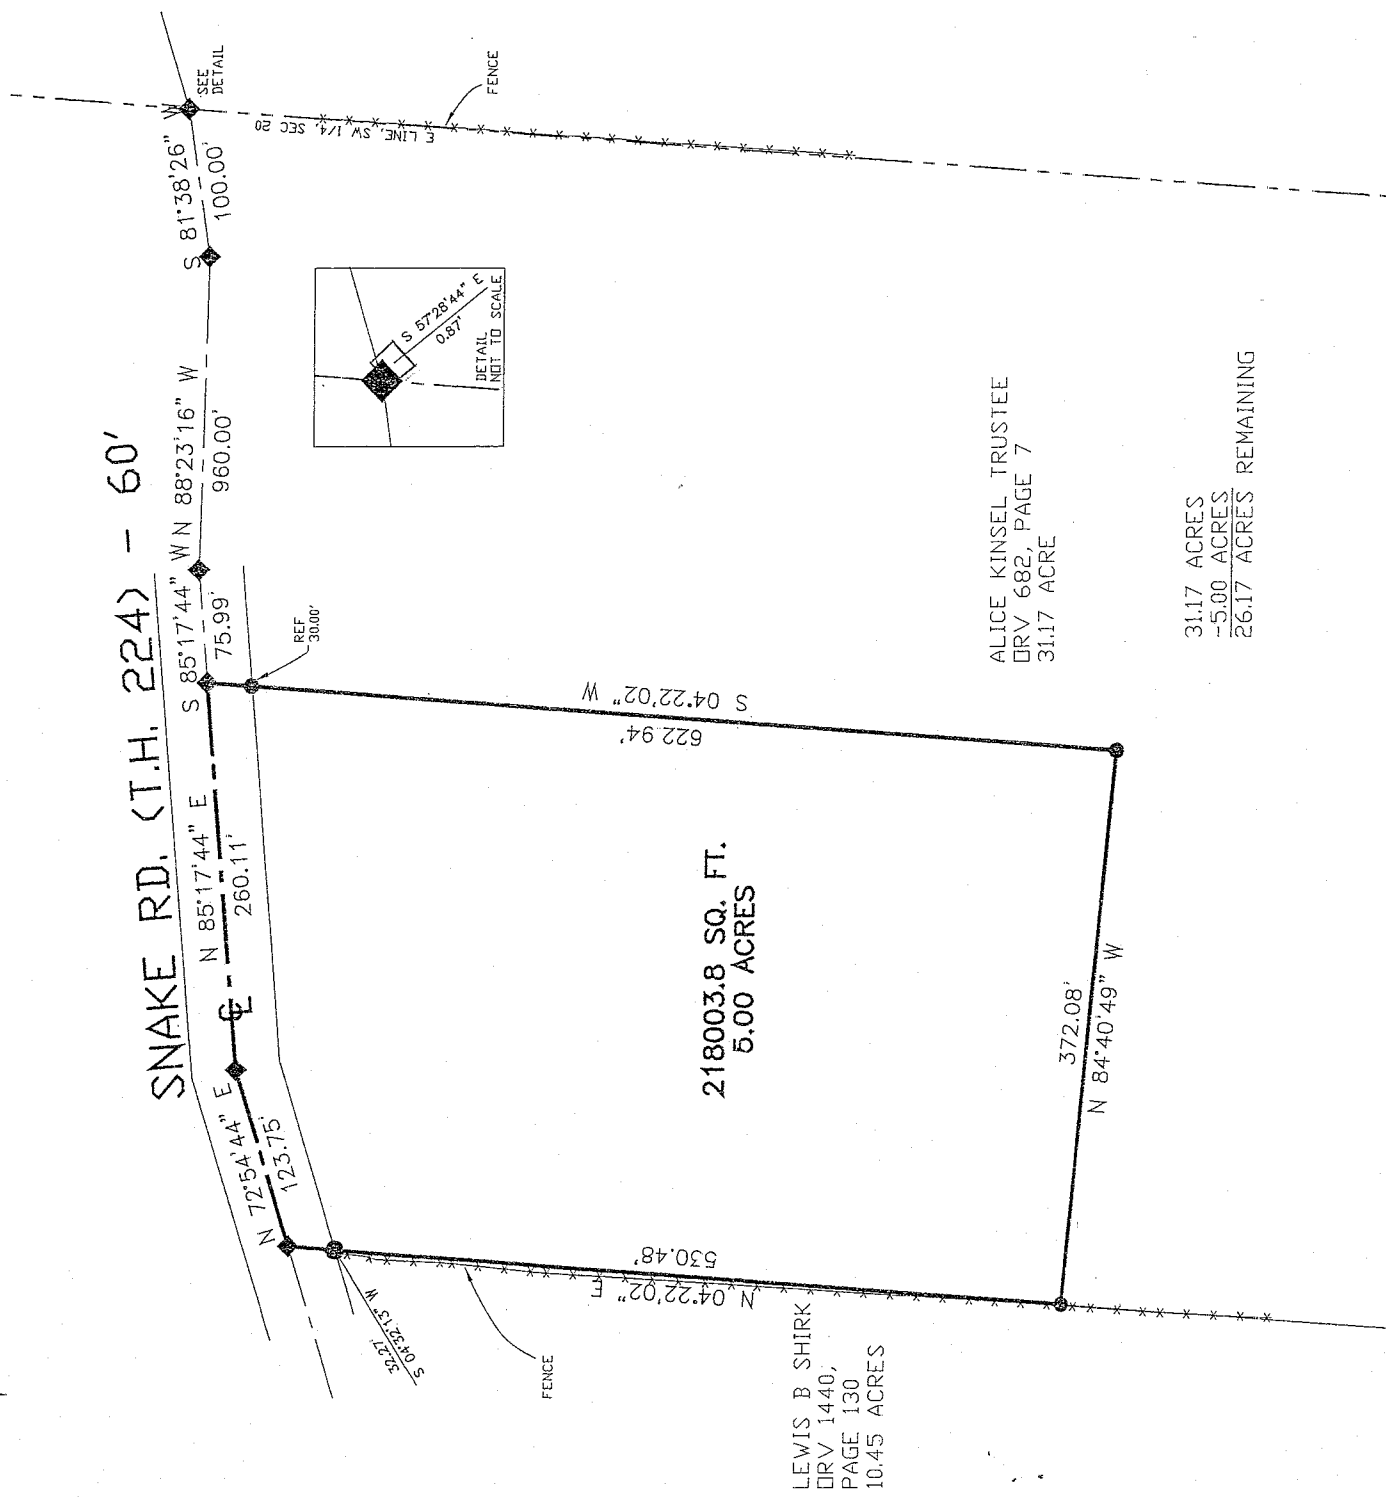 SNAKE RD. (T.H. 224) - 60'
N 72°54'44" E
123.75'
N 85°17'44" E
260.11'
S 85°17'44" W
75.99'
N 88°23'16" W
960.00'
S 81°38'26" W
100.00'
SEE
DETAIL
E LINE, SW 1/4, SEC 20
FENCE
S 57°28'44" E
0.87'
DETAIL
NOT TO SCALE
REF
30.00'
S 04°22'02" W
622.94'
218003.8 SQ. FT.
5.00 ACRES
372.08'
N 84°40'49" W
530.48'
N 04°22'02" E
32.27'
S 04°32'13" W
FENCE
LEWIS B SHIRK
ORV 1440,
PAGE 130
10.45 ACRES
ALICE KINSEL TRUSTEE
ORV 682, PAGE 7
31.17 ACRE
31.17 ACRES
-5.00 ACRES
26.17 ACRES REMAINING